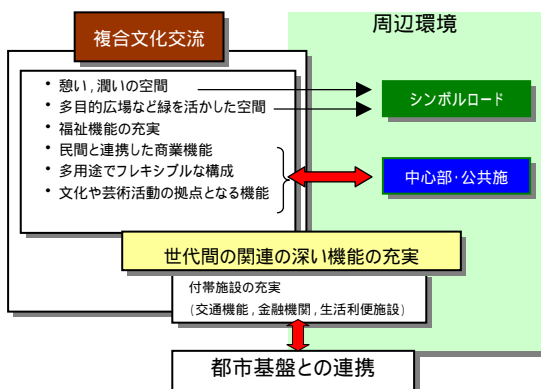 周辺環境
複合文化交流
・ 憩い,潤いの空間
・ 多目的広場など緑を活かした空間
・ 福祉機能の充実
・ 民間と連携した商業機能
・ 多用途でフレキシブルな構成
・ 文化や芸術活動の拠点となる機能
シンボルロード
中心部・公共施
世代間の関連の深い機能の充実
付帯施設の充実
(交通機能,金融機関,生活利便施設)
都市基盤との連携